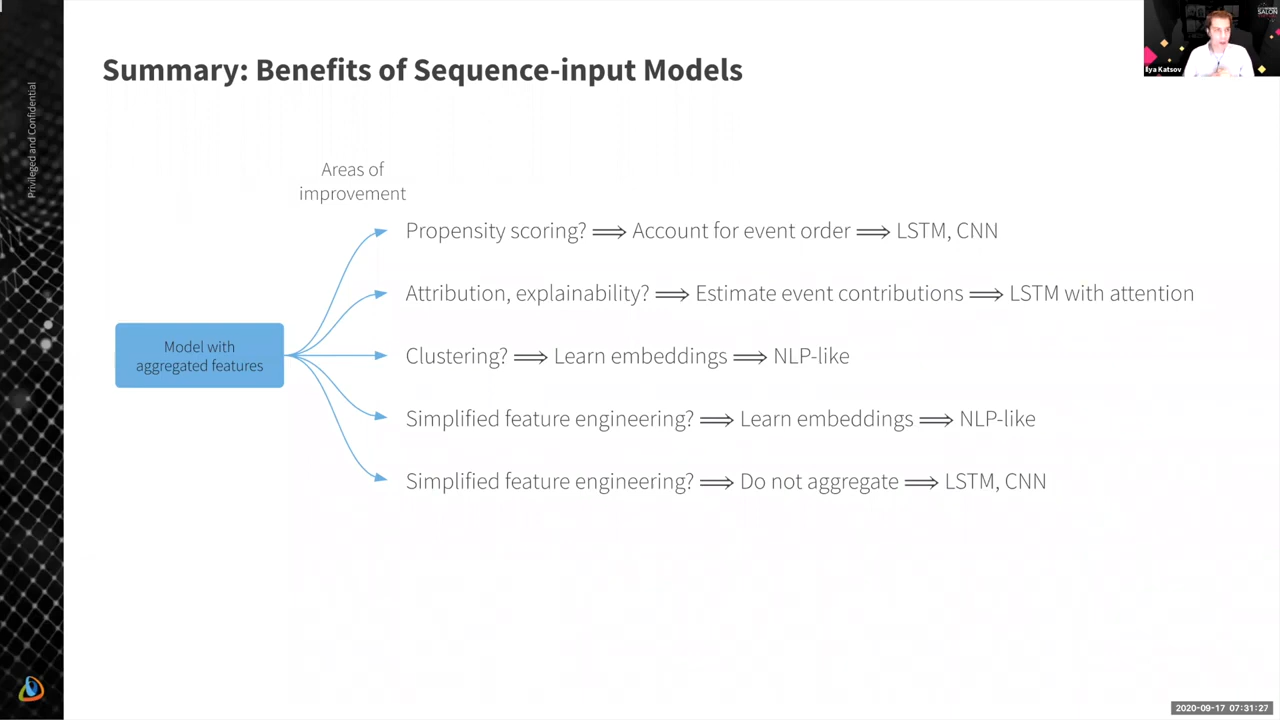 Summary: Benefits of Sequence-input Models
Privileged and Confidential
SALON
Ilya Katsov
Areas of
improvement
Propensity scoring? ⟹ Account for event order ⟹ LSTM, CNN
Attribution, explainability? ⟹ Estimate event contributions ⟹ LSTM with attention
Model with
aggregated features
Clustering? ⟹ Learn embeddings ⟹ NLP-like
Simplified feature engineering? ⟹ Learn embeddings ⟹ NLP-like
Simplified feature engineering? ⟹ Do not aggregate ⟹ LSTM, CNN
2020-09-17 07:31:27